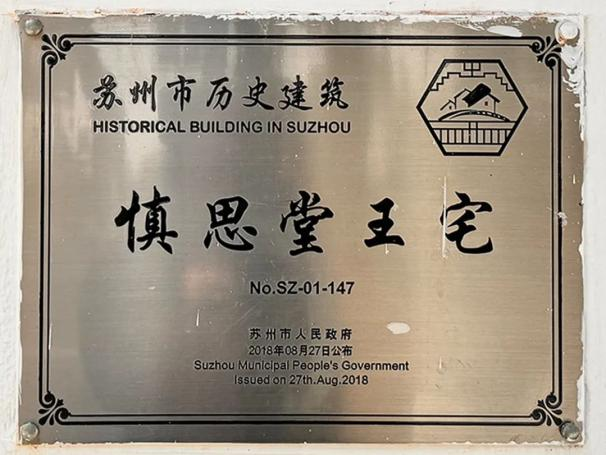 苏州市历史建筑
HISTORICAL BUILDING IN SUZHOU
慎思堂王宅
No.SZ-01-147
苏州市人民政府
2018年08月27日公布
Suzhou Municipal People's Government
Issued on 27th.Aug.2018